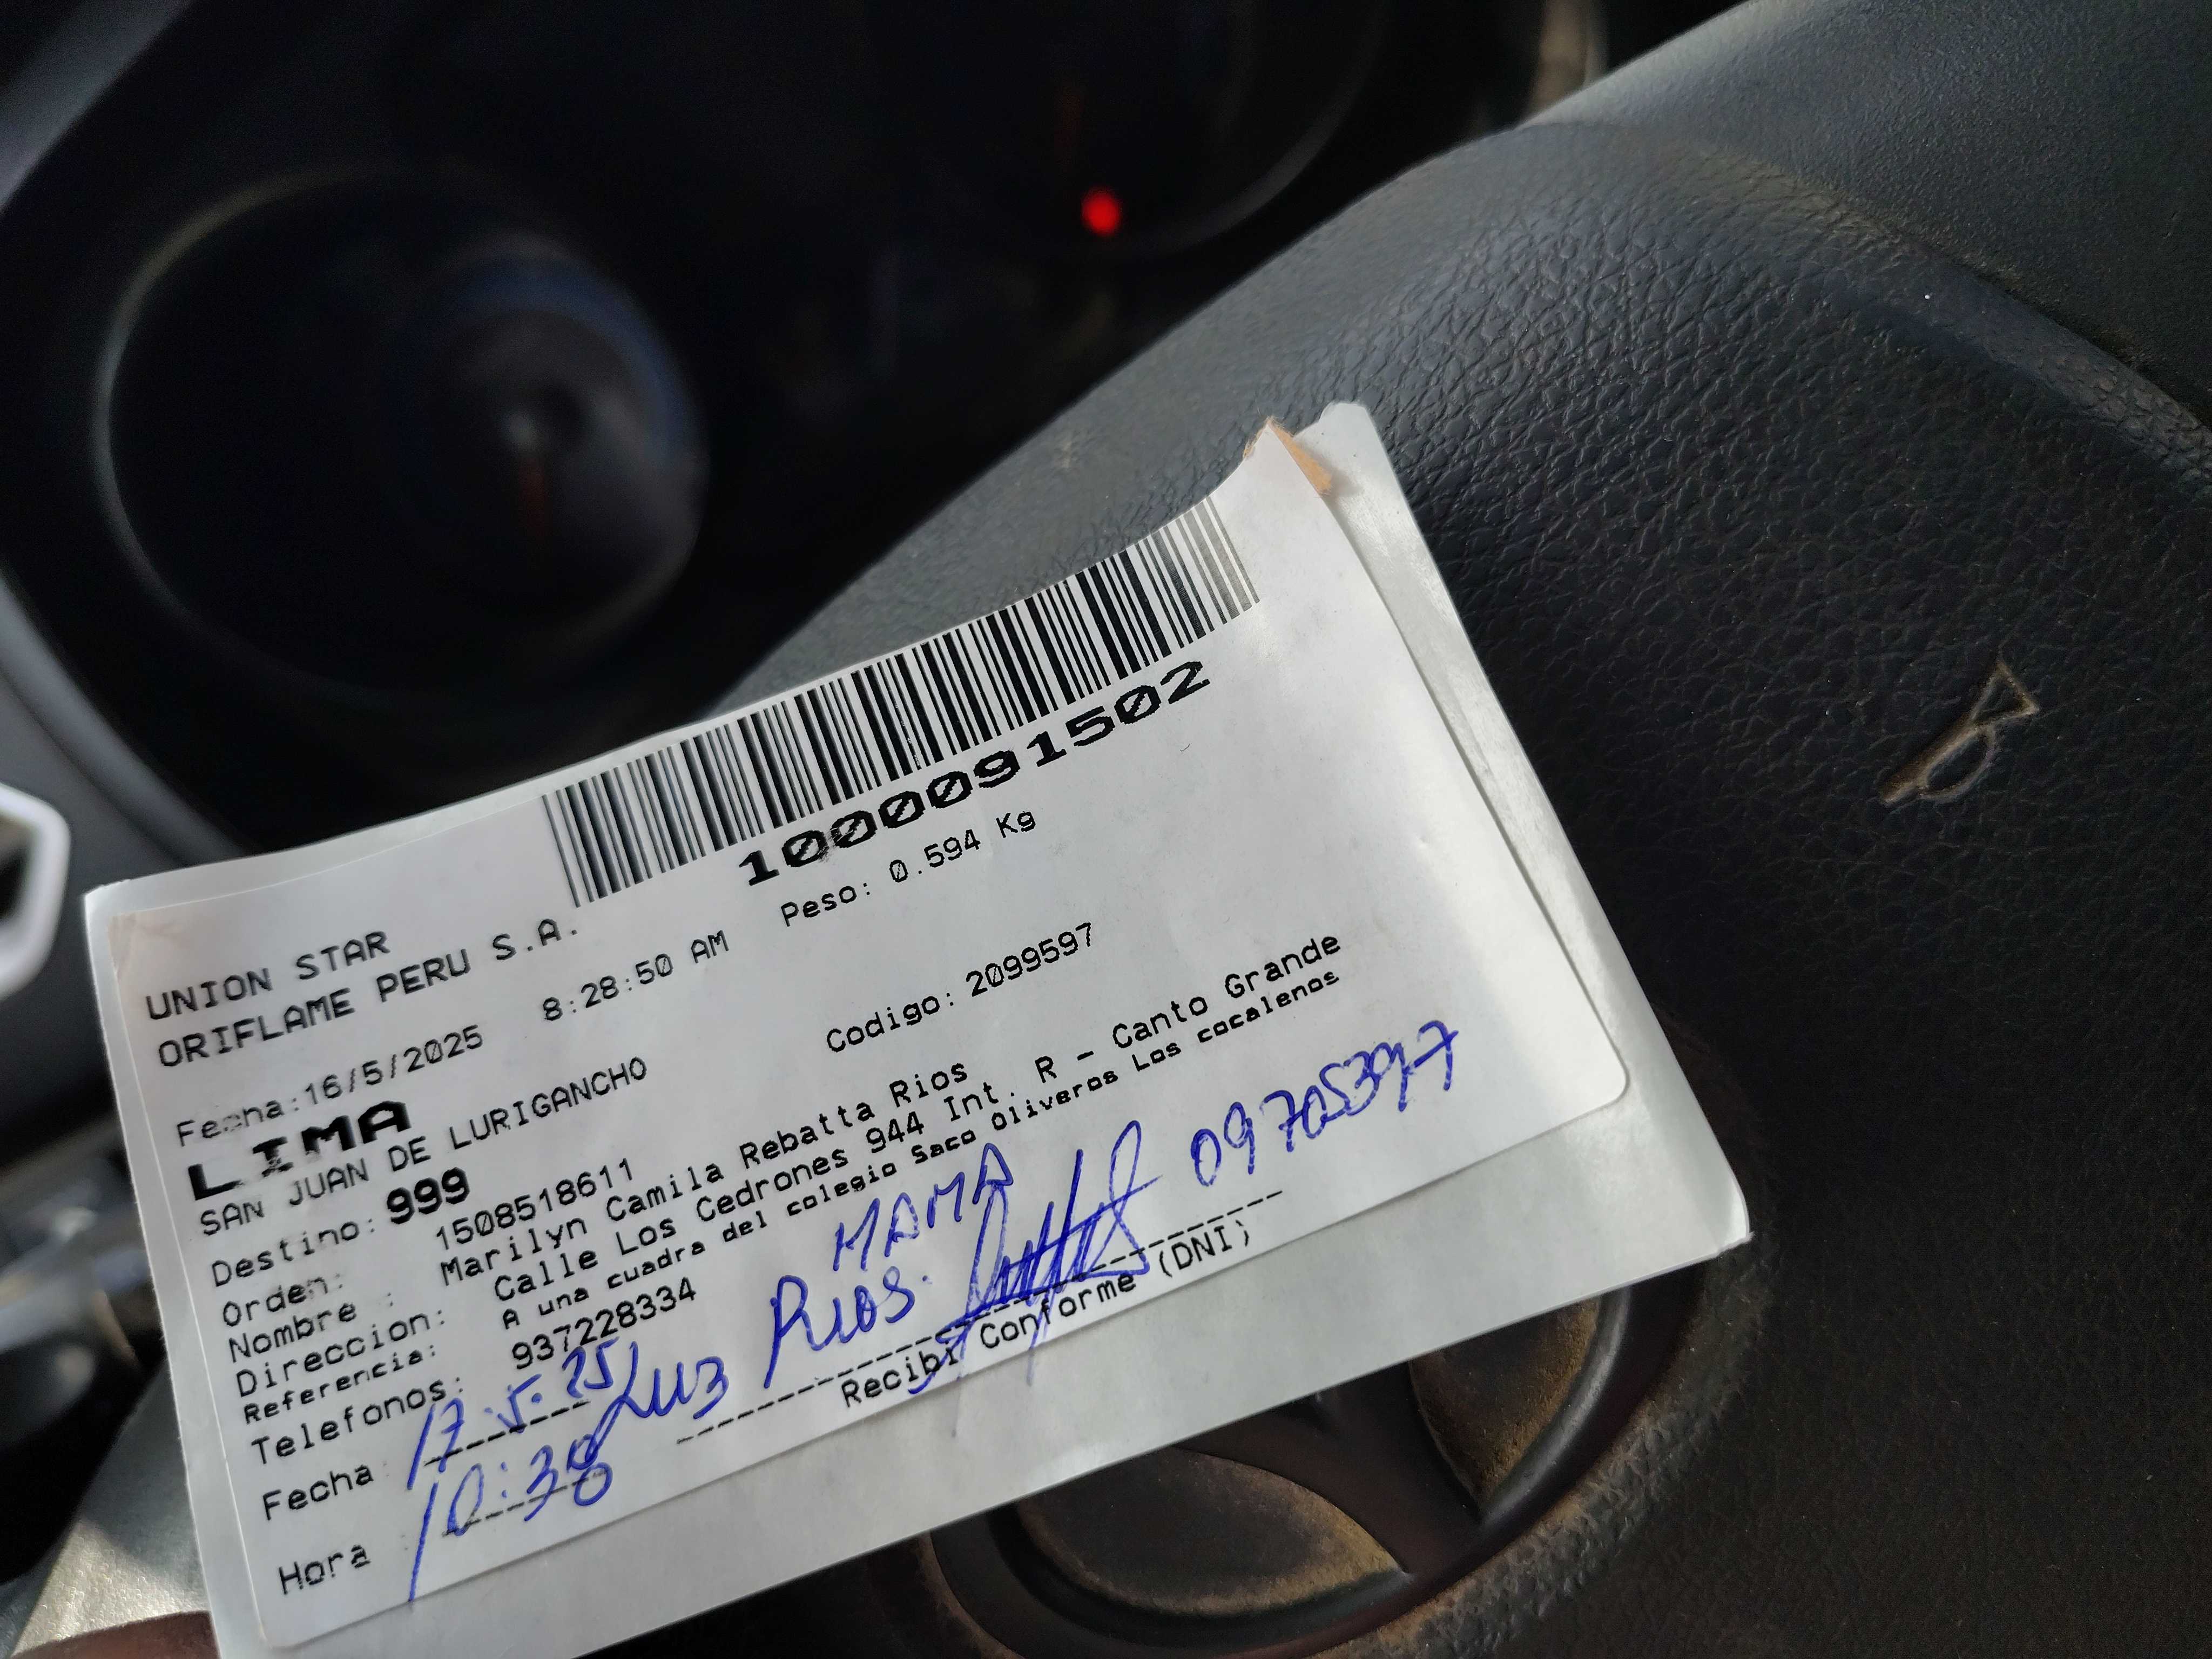 1000091502
UNION STAR
ORIFLAME PERU S.A.
Fecha:16/5/2025 8:28:50 AM Peso: 0.594 Kg
LIMA
SAN JUAN DE LURIGANCHO Codigo: 2099597
Destino: 999
Orden: 1508518611
Nombre : Marilyn Camila Rebatta Rios
Direccion: Calle Los Cedrones 944 Int. R - Canto Grande
Referencia: A una cuadra del colegio Saco Oliveros Los cocalenos
Telefonos: 937228334
MAMA
Fecha : 17.5.25 Luz Rios.
Hora : 10:38
Recibi Conforme (DNI)